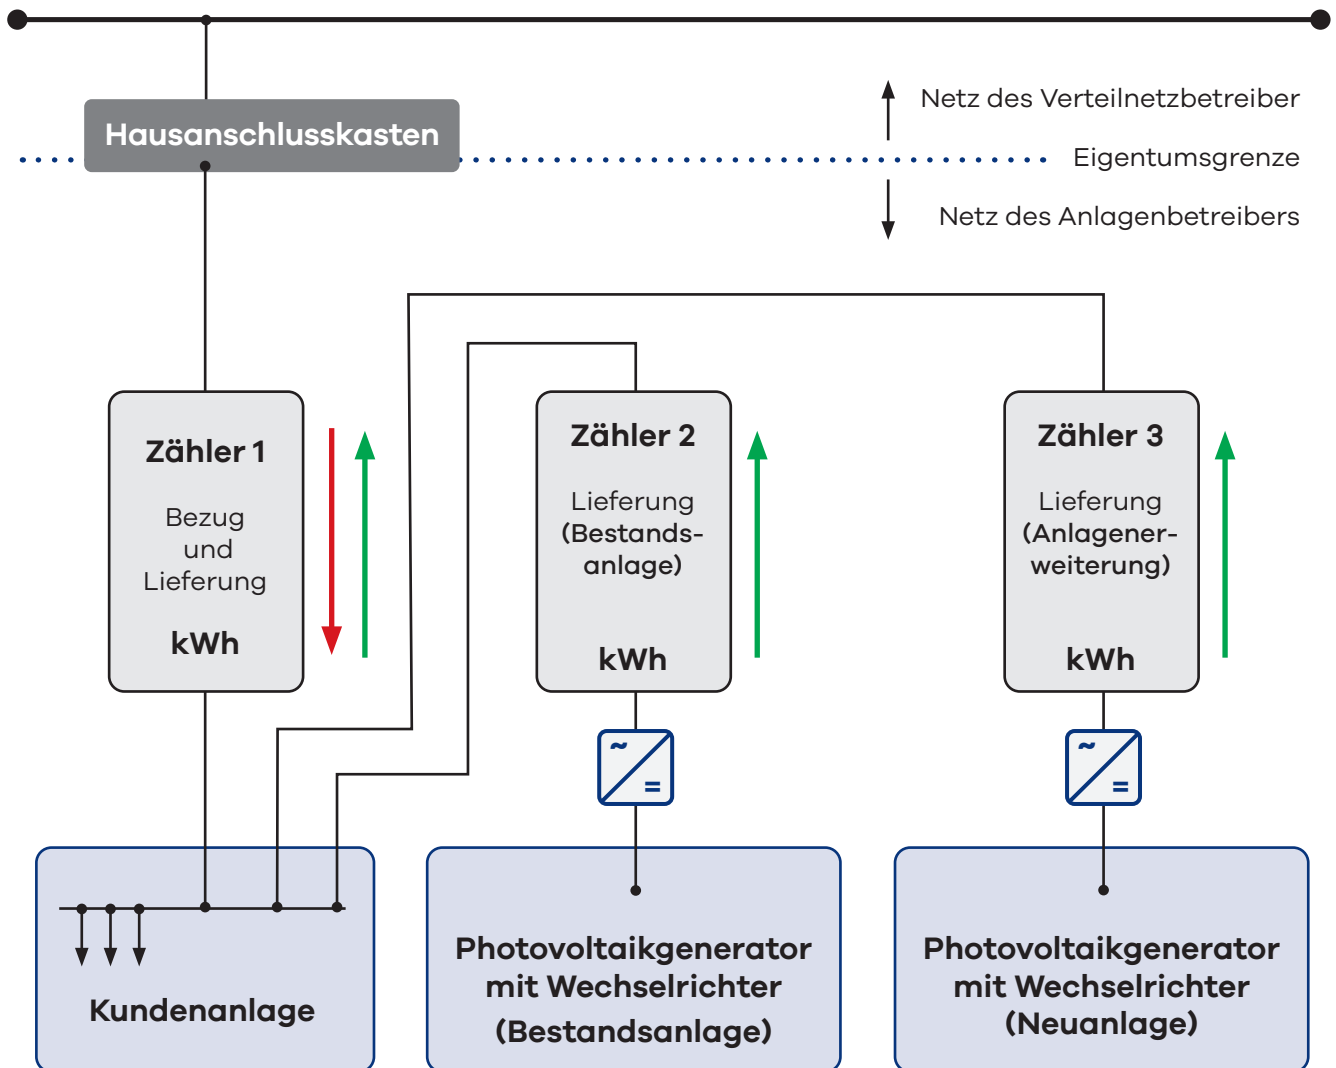 Hausanschlusskasten
Netz des Verteilnetzbetreiber
Eigentumsgrenze
Netz des Anlagenbetreibers
Zähler 1
Bezug
und
Lieferung
kWh
Zähler 2
Lieferung
(Bestands-
anlage)
kWh
Zähler 3
Lieferung
(Anlagener-
weiterung)
kWh
~
=
~
=
Kundenanlage
Photovoltaikgenerator
mit Wechselrichter
(Bestandsanlage)
Photovoltaikgenerator
mit Wechselrichter
(Neuanlage)